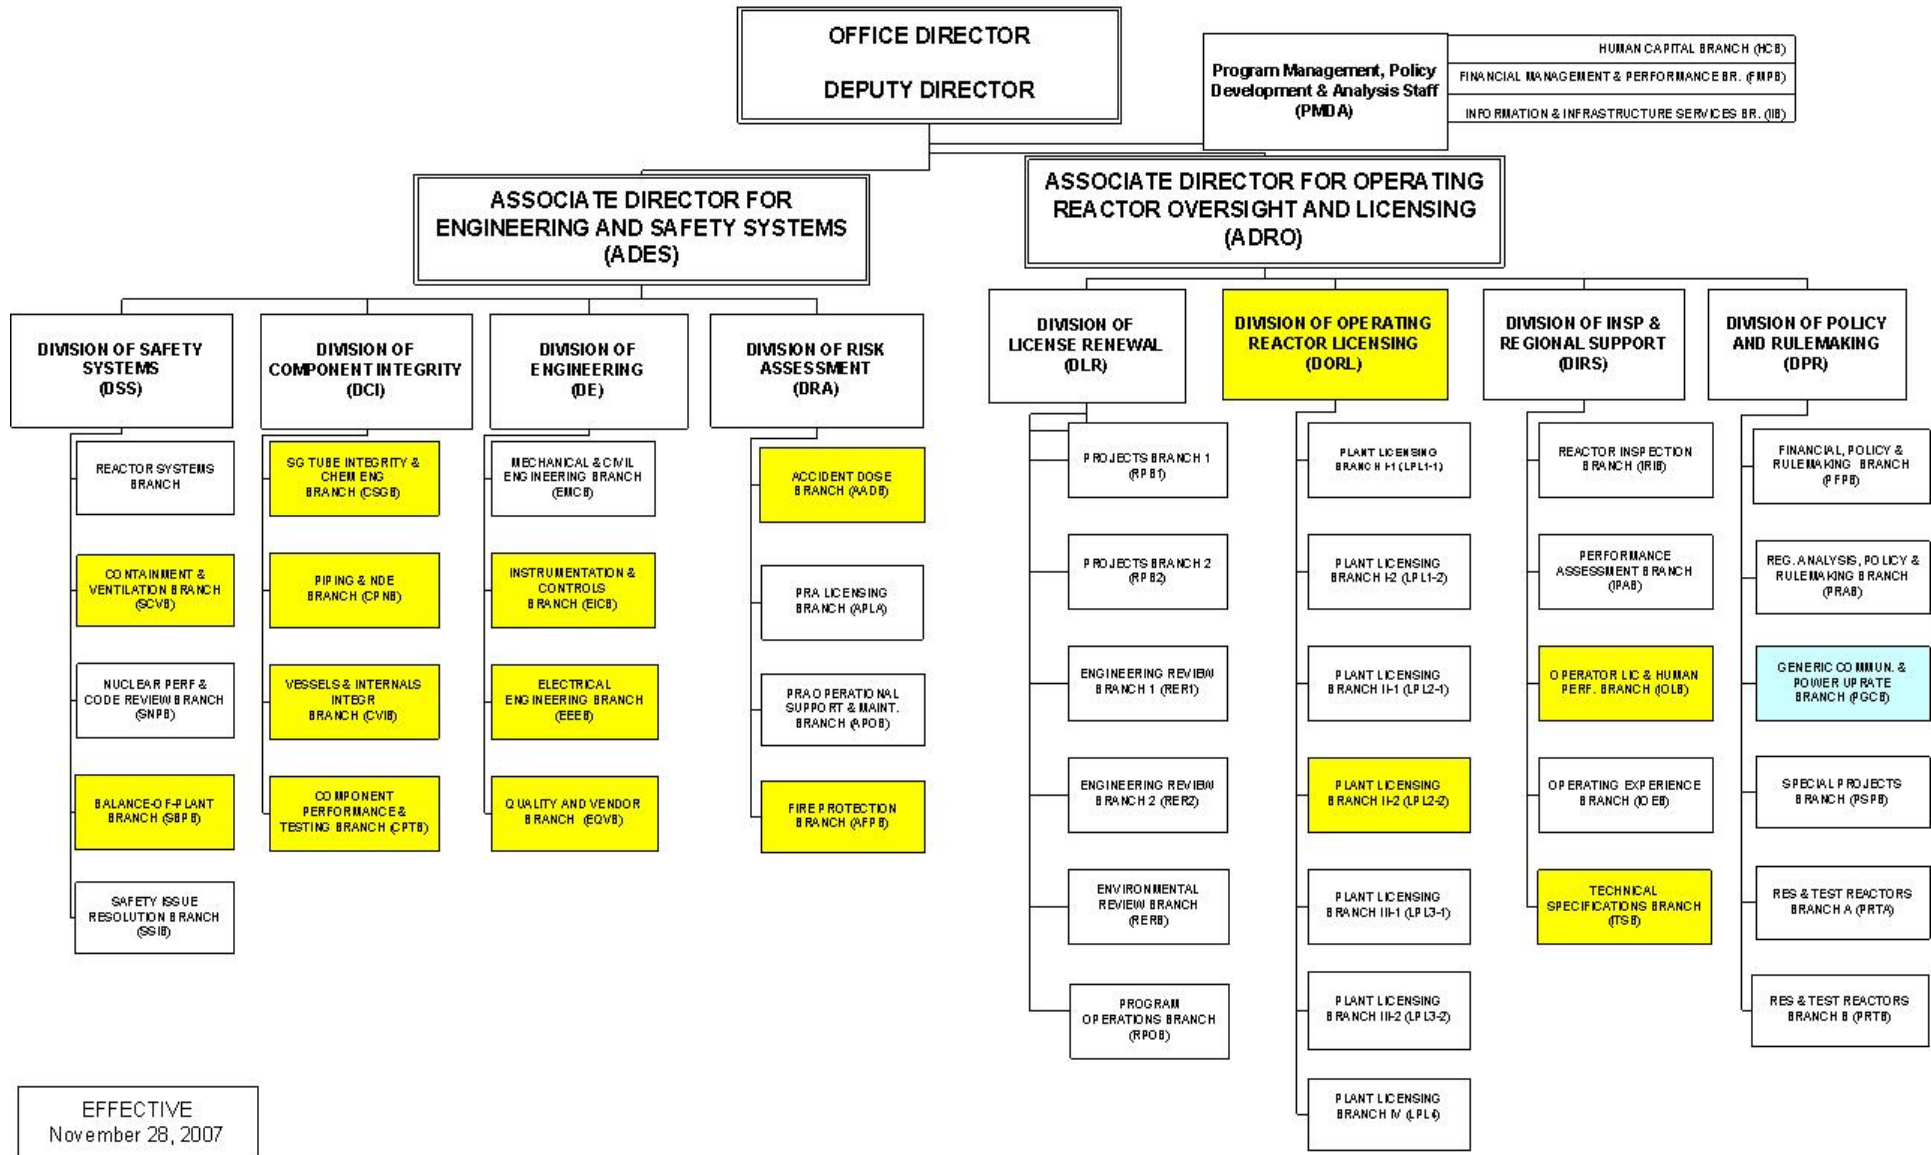 OFFICE DIRECTOR
DEPUTY DIRECTOR
Program Management, Policy
Development & Analysis Staff
(PMDA)
HUMAN CAPITAL BRANCH (HCB)
FINANCIAL MANAGEMENT & PERFORMANCE BR. (FMPB)
INFORMATION & INFRASTRUCTURE SERVICES BR. (IIB)
ASSOCIATE DIRECTOR FOR
ENGINEERING AND SAFETY SYSTEMS
(ADES)
ASSOCIATE DIRECTOR FOR OPERATING
REACTOR OVERSIGHT AND LICENSING
(ADRO)
DIVISION OF SAFETY
SYSTEMS
(DSS)
REACTOR SYSTEMS
BRANCH
CONTAINMENT &
VENTILATION BRANCH
(SCVB)
NUCLEAR PERF &
CODE REVIEW BRANCH
(SNPB)
BALANCE-OF-PLANT
BRANCH (SBPB)
SAFETY ISSUE
RESOLUTION BRANCH
(SSIB)
DIVISION OF
COMPONENT INTEGRITY
(DCI)
SG TUBE INTEGRITY &
CHEM ENG
BRANCH (CSGB)
PIPING & NDE
BRANCH (CPNB)
VESSELS & INTERNALS
INTEGR
BRANCH (CVIB)
COMPONENT
PERFORMANCE &
TESTING BRANCH (CPTB)
DIVISION OF
ENGINEERING
(DE)
MECHANICAL & CIVIL
ENGINEERING BRANCH
(EMCB)
INSTRUMENTATION &
CONTROLS
BRANCH (EICB)
ELECTRICAL
ENGINEERING BRANCH
(EEEB)
QUALITY AND VENDOR
BRANCH (EQVB)
DIVISION OF RISK
ASSESSMENT
(DRA)
ACCIDENT DOSE
BRANCH (AADB)
PRA LICENSING
BRANCH (APLA)
PRA OPERATIONAL
SUPPORT & MAINT.
BRANCH (APOB)
FIRE PROTECTION
BRANCH (AFPB)
DIVISION OF
LICENSE RENEWAL
(DLR)
PROJECTS BRANCH 1
(RPB1)
PROJECTS BRANCH 2
(RPB2)
ENGINEERING REVIEW
BRANCH 1 (RER1)
ENGINEERING REVIEW
BRANCH 2 (RER2)
ENVIRONMENTAL
REVIEW BRANCH
(RERB)
PROGRAM
OPERATIONS BRANCH
(RPOB)
DIVISION OF OPERATING
REACTOR LICENSING
(DORL)
PLANT LICENSING
BRANCH I-1 (LPL1-1)
PLANT LICENSING
BRANCH I-2 (LPL1-2)
PLANT LICENSING
BRANCH II-1 (LPL2-1)
PLANT LICENSING
BRANCH II-2 (LPL2-2)
PLANT LICENSING
BRANCH III-1 (LPL3-1)
PLANT LICENSING
BRANCH III-2 (LPL3-2)
PLANT LICENSING
BRANCH IV (LPL4)
DIVISION OF INSP &
REGIONAL SUPPORT
(DIRS)
REACTOR INSPECTION
BRANCH (IRIB)
PERFORMANCE
ASSESSMENT BRANCH
(IPAB)
OPERATOR LIC & HUMAN
PERF. BRANCH (IOLB)
OPERATING EXPERIENCE
BRANCH (IOEB)
TECHNICAL
SPECIFICATIONS BRANCH
(ITSB)
DIVISION OF POLICY
AND RULEMAKING
(DPR)
FINANCIAL, POLICY &
RULEMAKING BRANCH
(PFPB)
REG. ANALYSIS, POLICY &
RULEMAKING BRANCH
(PRAB)
GENERIC COMMUN. &
POWER UPRATE
BRANCH (PGCB)
SPECIAL PROJECTS
BRANCH (PSPB)
RES & TEST REACTORS
BRANCH A (PRTA)
RES & TEST REACTORS
BRANCH B (PRTB)
EFFECTIVE
November 28, 2007